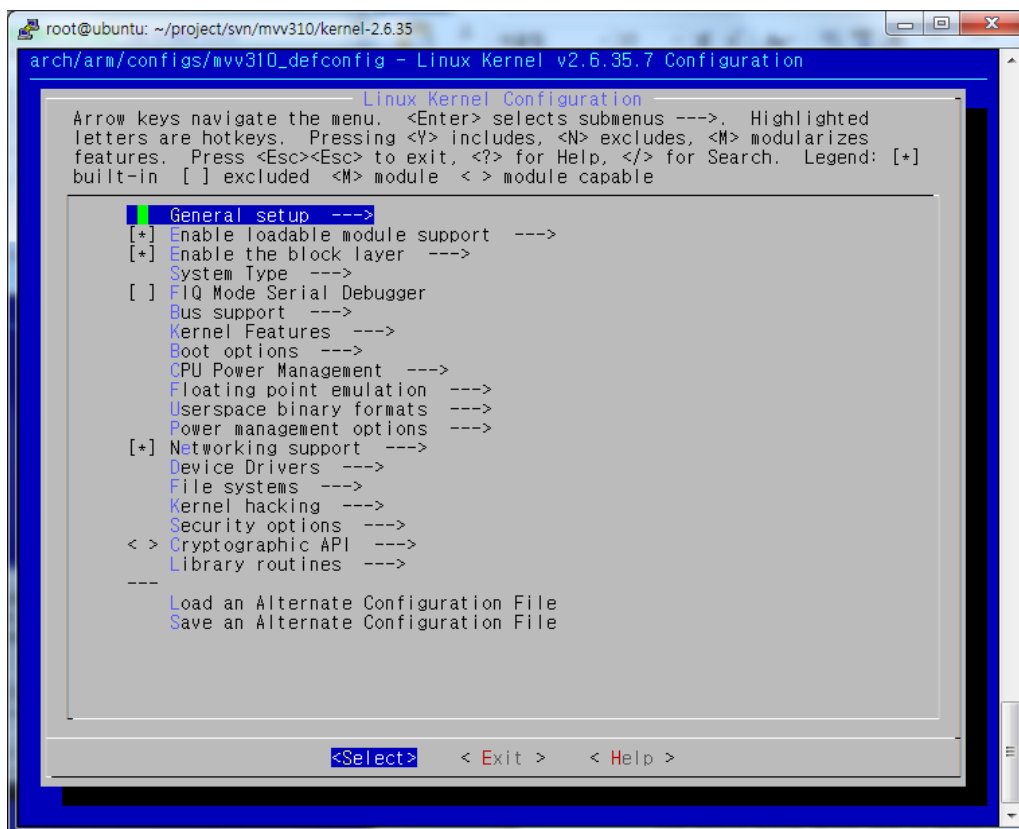 root@ubuntu: ~/project/svn/mvv310/kernel-2.6.35
arch/arm/configs/mvv310_defconfig - Linux Kernel v2.6.35.7 Configuration
Linux Kernel Configuration
Arrow keys navigate the menu.  <Enter> selects submenus --->.  Highlighted
letters are hotkeys.  Pressing <Y> includes, <N> excludes, <M> modularizes
features.  Press <Esc><Esc> to exit, <?> for Help, </> for Search.  Legend: [*]
built-in  [ ] excluded  <M> module  < > module capable
General setup  --->
[*] Enable loadable module support  --->
[*] Enable the block layer  --->
System Type  --->
[ ] FIQ Mode Serial Debugger
Bus support  --->
Kernel Features  --->
Boot options  --->
CPU Power Management  --->
Floating point emulation  --->
Userspace binary formats  --->
Power management options  --->
[*] Networking support  --->
Device Drivers  --->
File systems  --->
Kernel hacking  --->
Security options  --->
< > Cryptographic API  --->
Library routines  --->
---
Load an Alternate Configuration File
Save an Alternate Configuration File
<Select>    < Exit >    < Help >